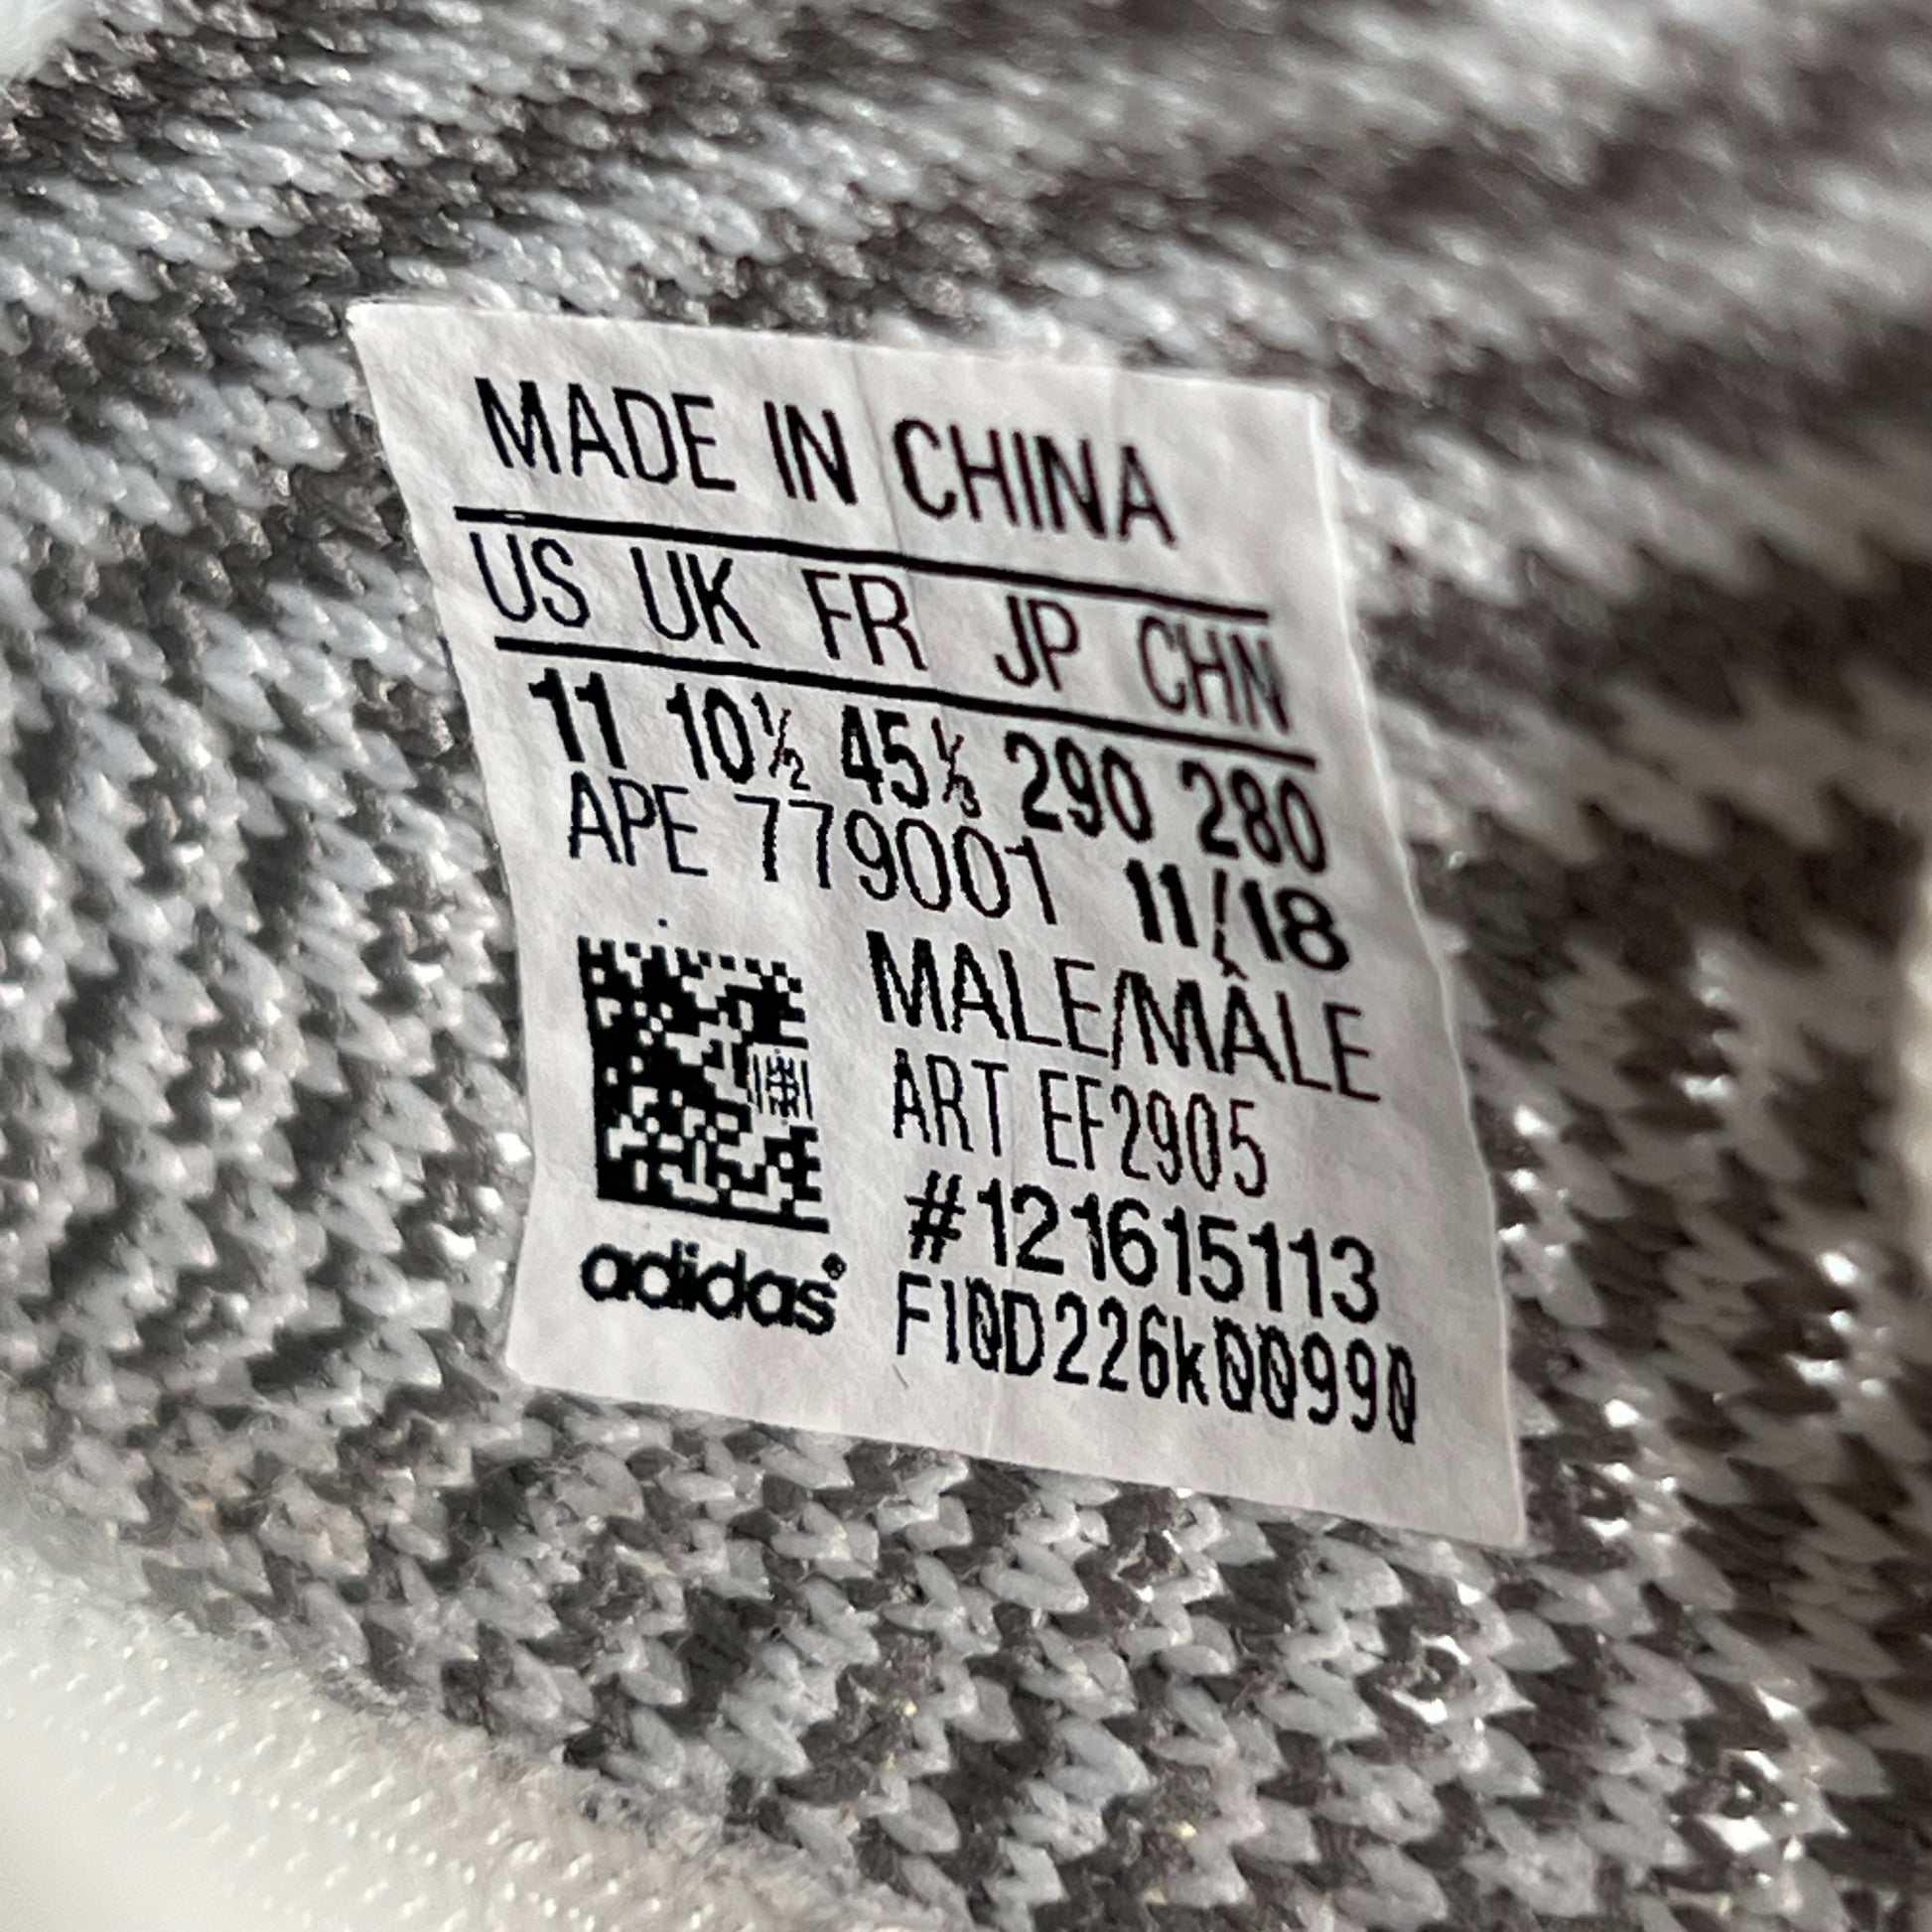 MADE IN CHINA
US UK FR JP CHN
11 10½ 45⅓ 290 280
APE 779001 11/18
MALE/MÂLE
ART EF2905
#121615113
adidas®
F10D226k00990